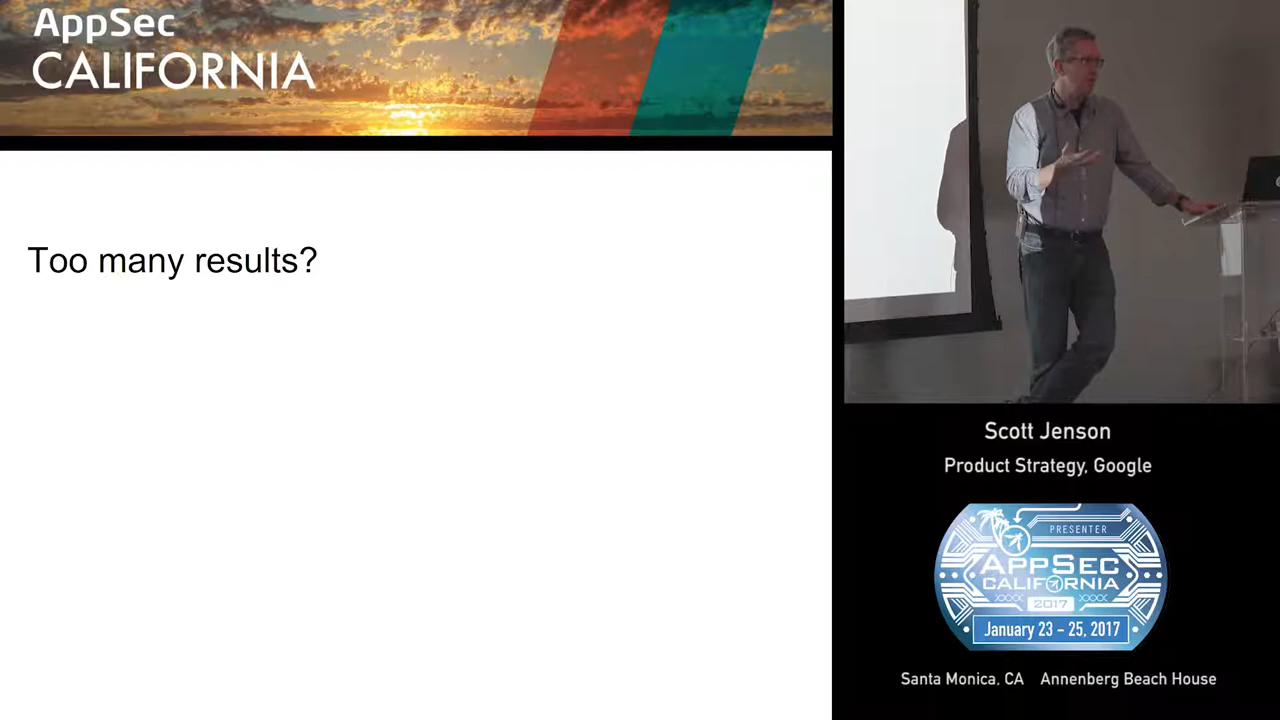 AppSec
CALIFORNIA
Too many results?
Scott Jenson
Product Strategy, Google
PRESENTER
APPSEC
CALIFORNIA
2017
January 23 - 25, 2017
Santa Monica, CA Annenberg Beach House